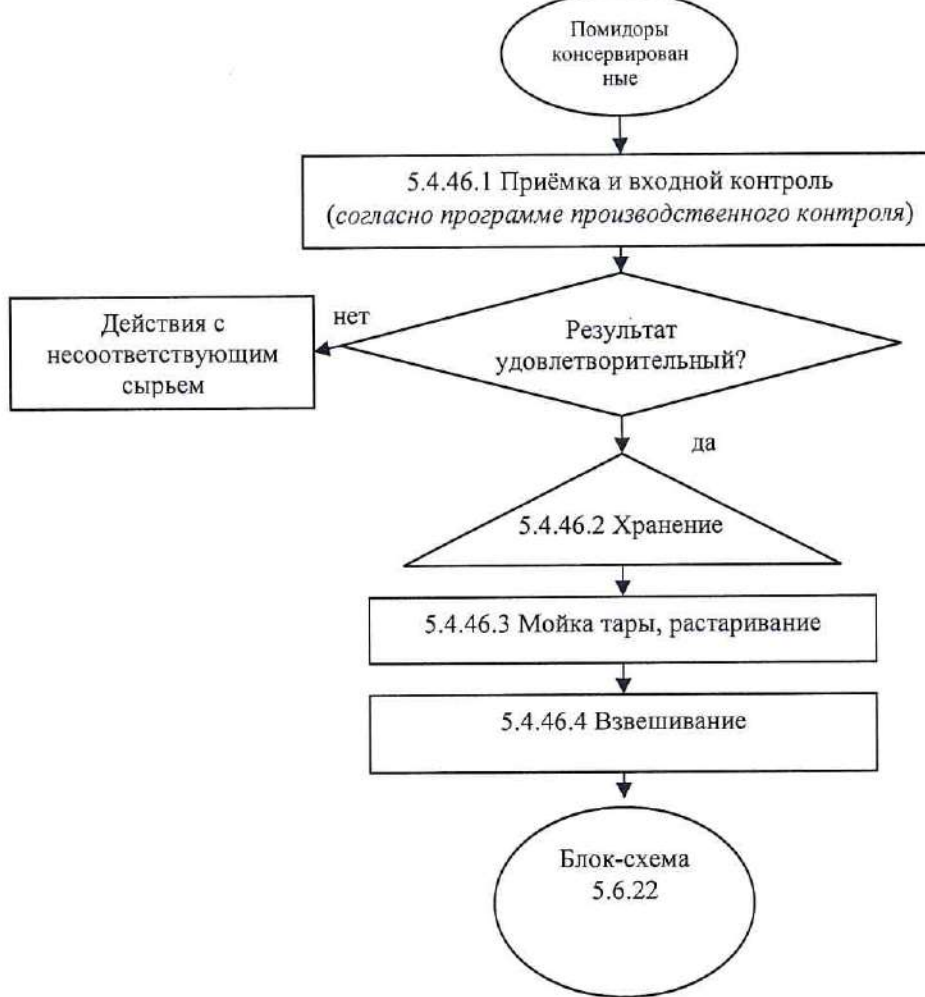 Помидоры
консервирован
ные
5.4.46.1 Приёмка и входной контроль
(согласно программе производственного контроля)
нет
Действия с
несоответствующим
сырьем
Результат
удовлетворительный?
да
5.4.46.2 Хранение
5.4.46.3 Мойка тары, растаривание
5.4.46.4 Взвешивание
Блок-схема
5.6.22